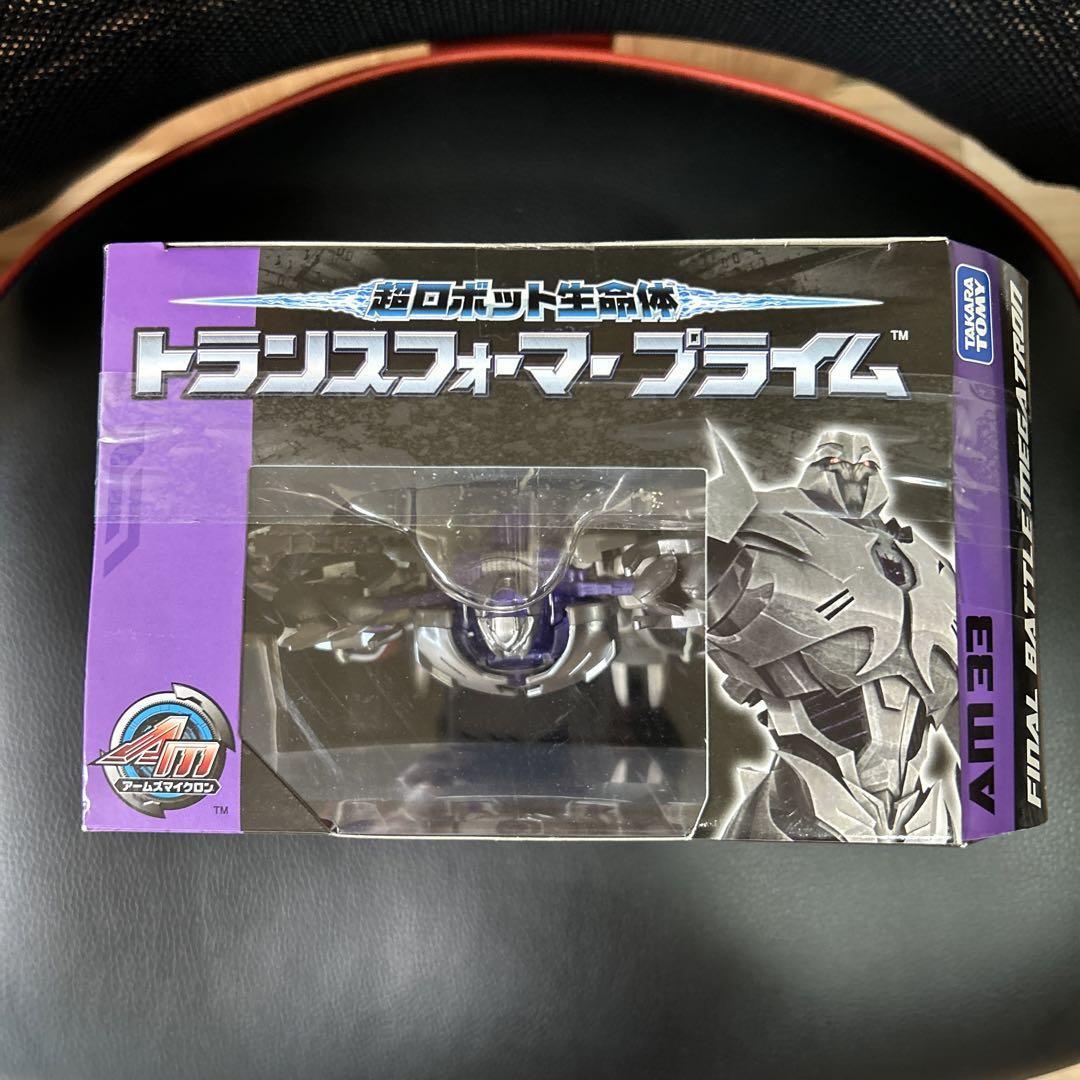 超ロボット生命体
トランスフォーマー プライム™
TAKARA
TOMY
AM
アームズマイクロン
TM
AM 33
FINAL BATTLE MEGATRON